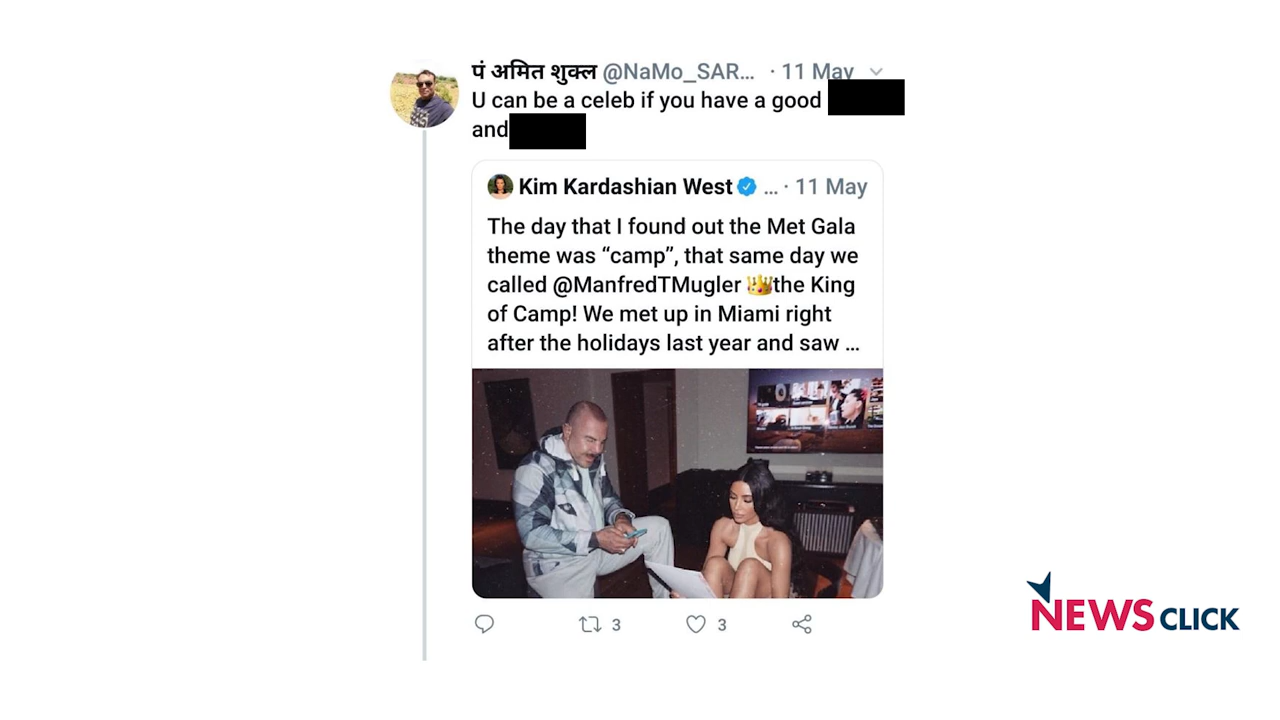 पं अमित शुक्ल @NaMo_SAR... · 11 May
U can be a celeb if you have a good
and
Kim Kardashian West ... · 11 May
The day that I found out the Met Gala
theme was “camp”, that same day we
called @ManfredTMugler 👑the King
of Camp! We met up in Miami right
after the holidays last year and saw ...
3
3
NEWSCLICK